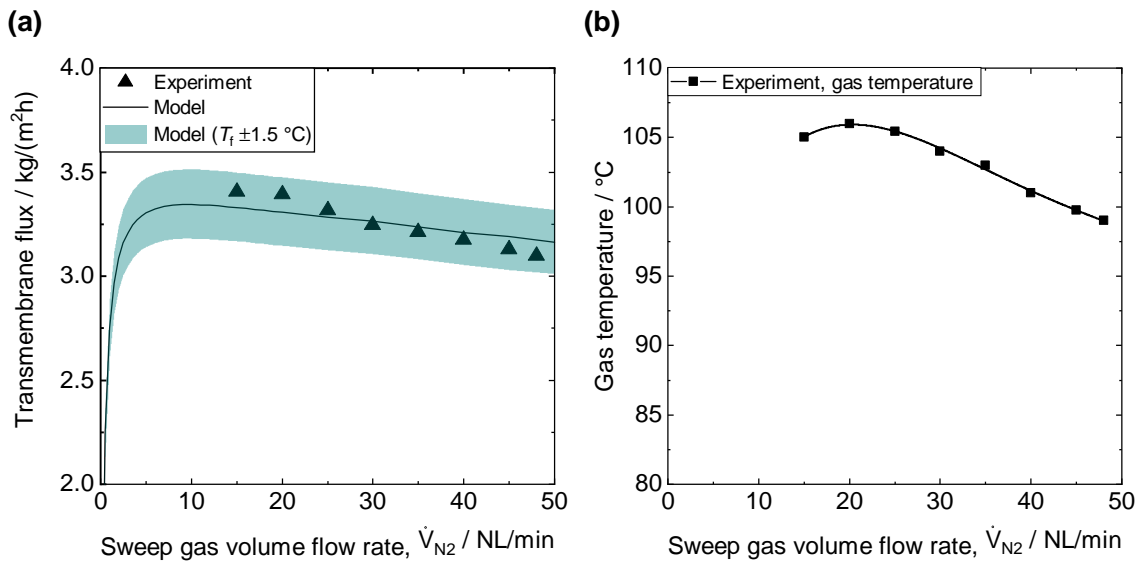 (a)
4.0
3.5
3.0
2.5
2.0
0
10
20
30
40
50
Transmembrane flux / kg/(m²h)
Experiment
Model
Model (Tf ±1.5 °C)
Sweep gas volume flow rate, V̇N2 / NL/min
(b)
110
105
100
95
90
85
80
0
10
20
30
40
50
Gas temperature / °C
Experiment, gas temperature
Sweep gas volume flow rate, V̇N2 / NL/min